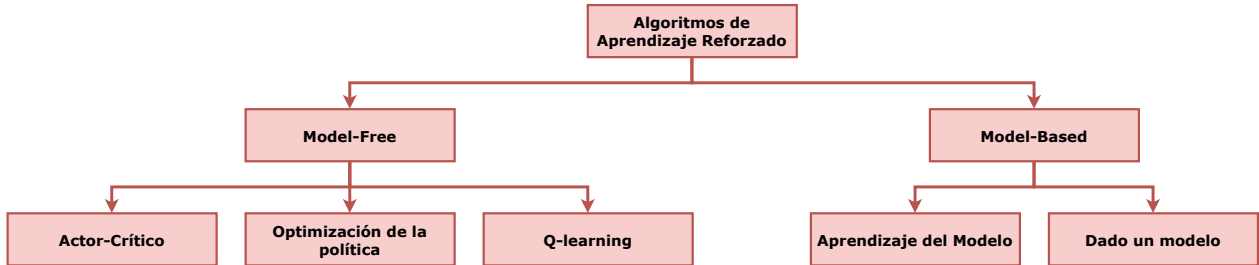 Algoritmos de
Aprendizaje Reforzado
Model-Free
Model-Based
Actor-Crítico
Optimización de la
política
Q-learning
Aprendizaje del Modelo
Dado un modelo